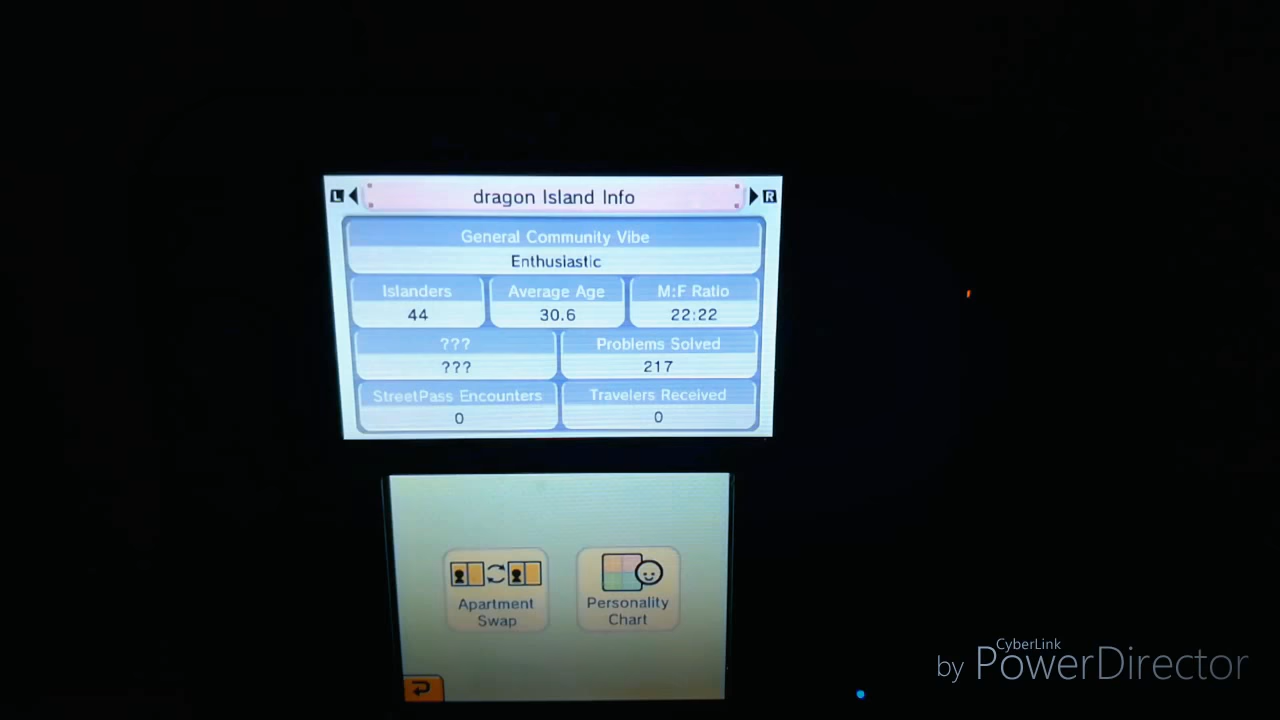 L
dragon Island Info
R
General Community Vibe
Enthusiastic
Islanders
Average Age
M:F Ratio
44
30.6
22:22
???
Problems Solved
???
217
StreetPass Encounters
Travelers Received
0
0
Apartment
Swap
Personality
Chart
CyberLink
by PowerDirector